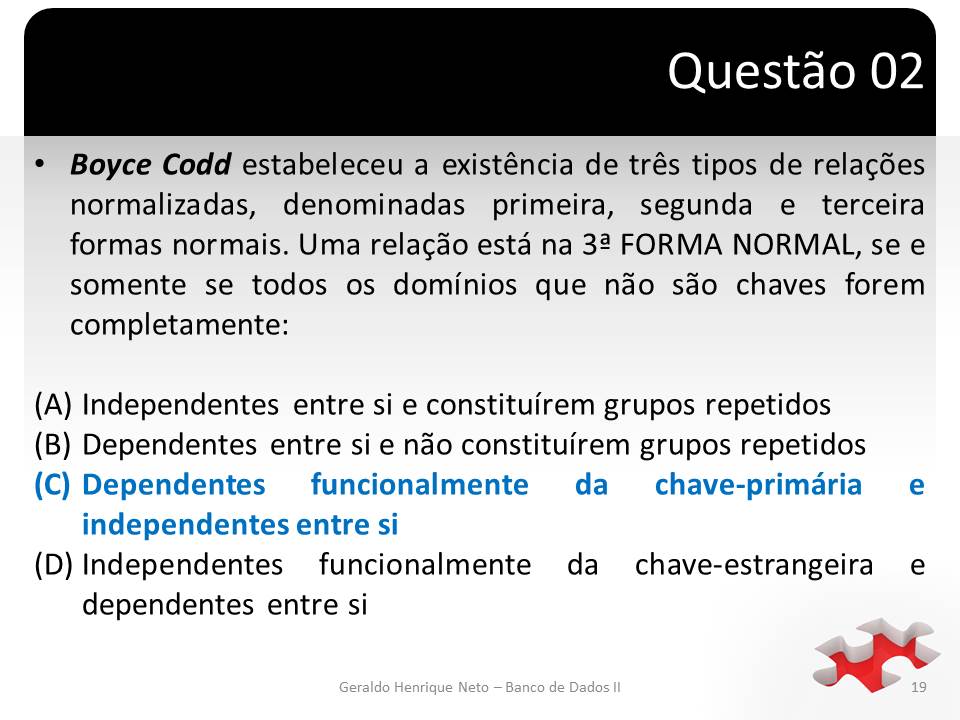 Questão 02
• Boyce Codd estabeleceu a existência de três tipos de relações
normalizadas, denominadas primeira, segunda e terceira
formas normais. Uma relação está na 3ª FORMA NORMAL, se e
somente se todos os domínios que não são chaves forem
completamente:
(A) Independentes entre si e constituírem grupos repetidos
(B) Dependentes entre si e não constituírem grupos repetidos
(C) Dependentes funcionalmente da chave-primária e
independentes entre si
(D) Independentes funcionalmente da chave-estrangeira e
dependentes entre si
Geraldo Henrique Neto – Banco de Dados II
19